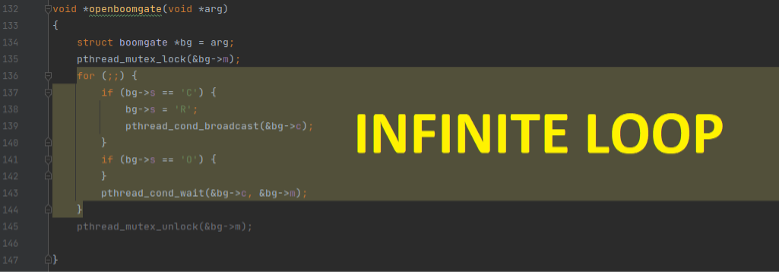 132 void *openboomgate(void *arg)
133 {
134 struct boomgate *bg = arg;
135 pthread_mutex_lock(&bg->m);
136 for (;;) {
137 if (bg->s == 'C') {
138 bg->s = 'R';
139 pthread_cond_broadcast(&bg->c);
140 }
141 if (bg->s == 'O') {
142 }
143 pthread_cond_wait(&bg->c, &bg->m);
144 }
145 pthread_mutex_unlock(&bg->m);
146
147 }
INFINITE LOOP